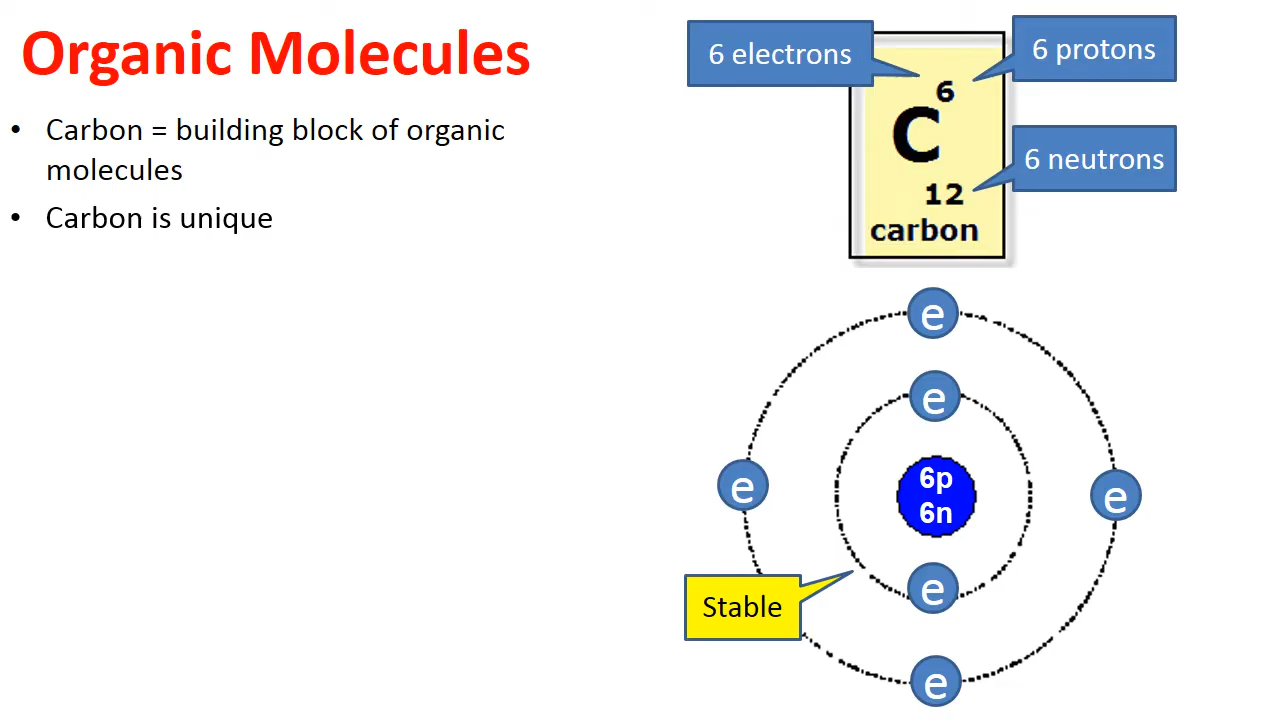 Organic Molecules
• Carbon = building block of organic
molecules
• Carbon is unique
6 electrons
6 protons
6
C
6 neutrons
12
carbon
e
e
6p
6n
e
e
e
Stable
e